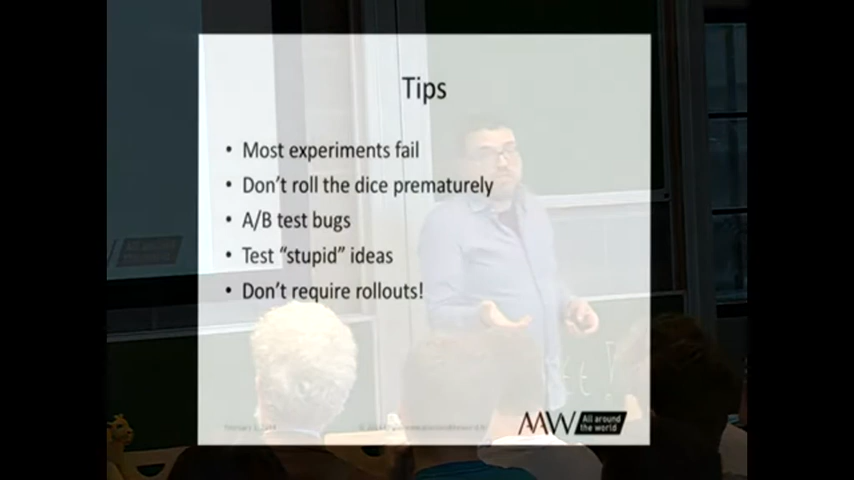 Tips
• Most experiments fail
• Don't roll the dice prematurely
• A/B test bugs
• Test "stupid" ideas
• Don't require rollouts!
AAW All around
the world